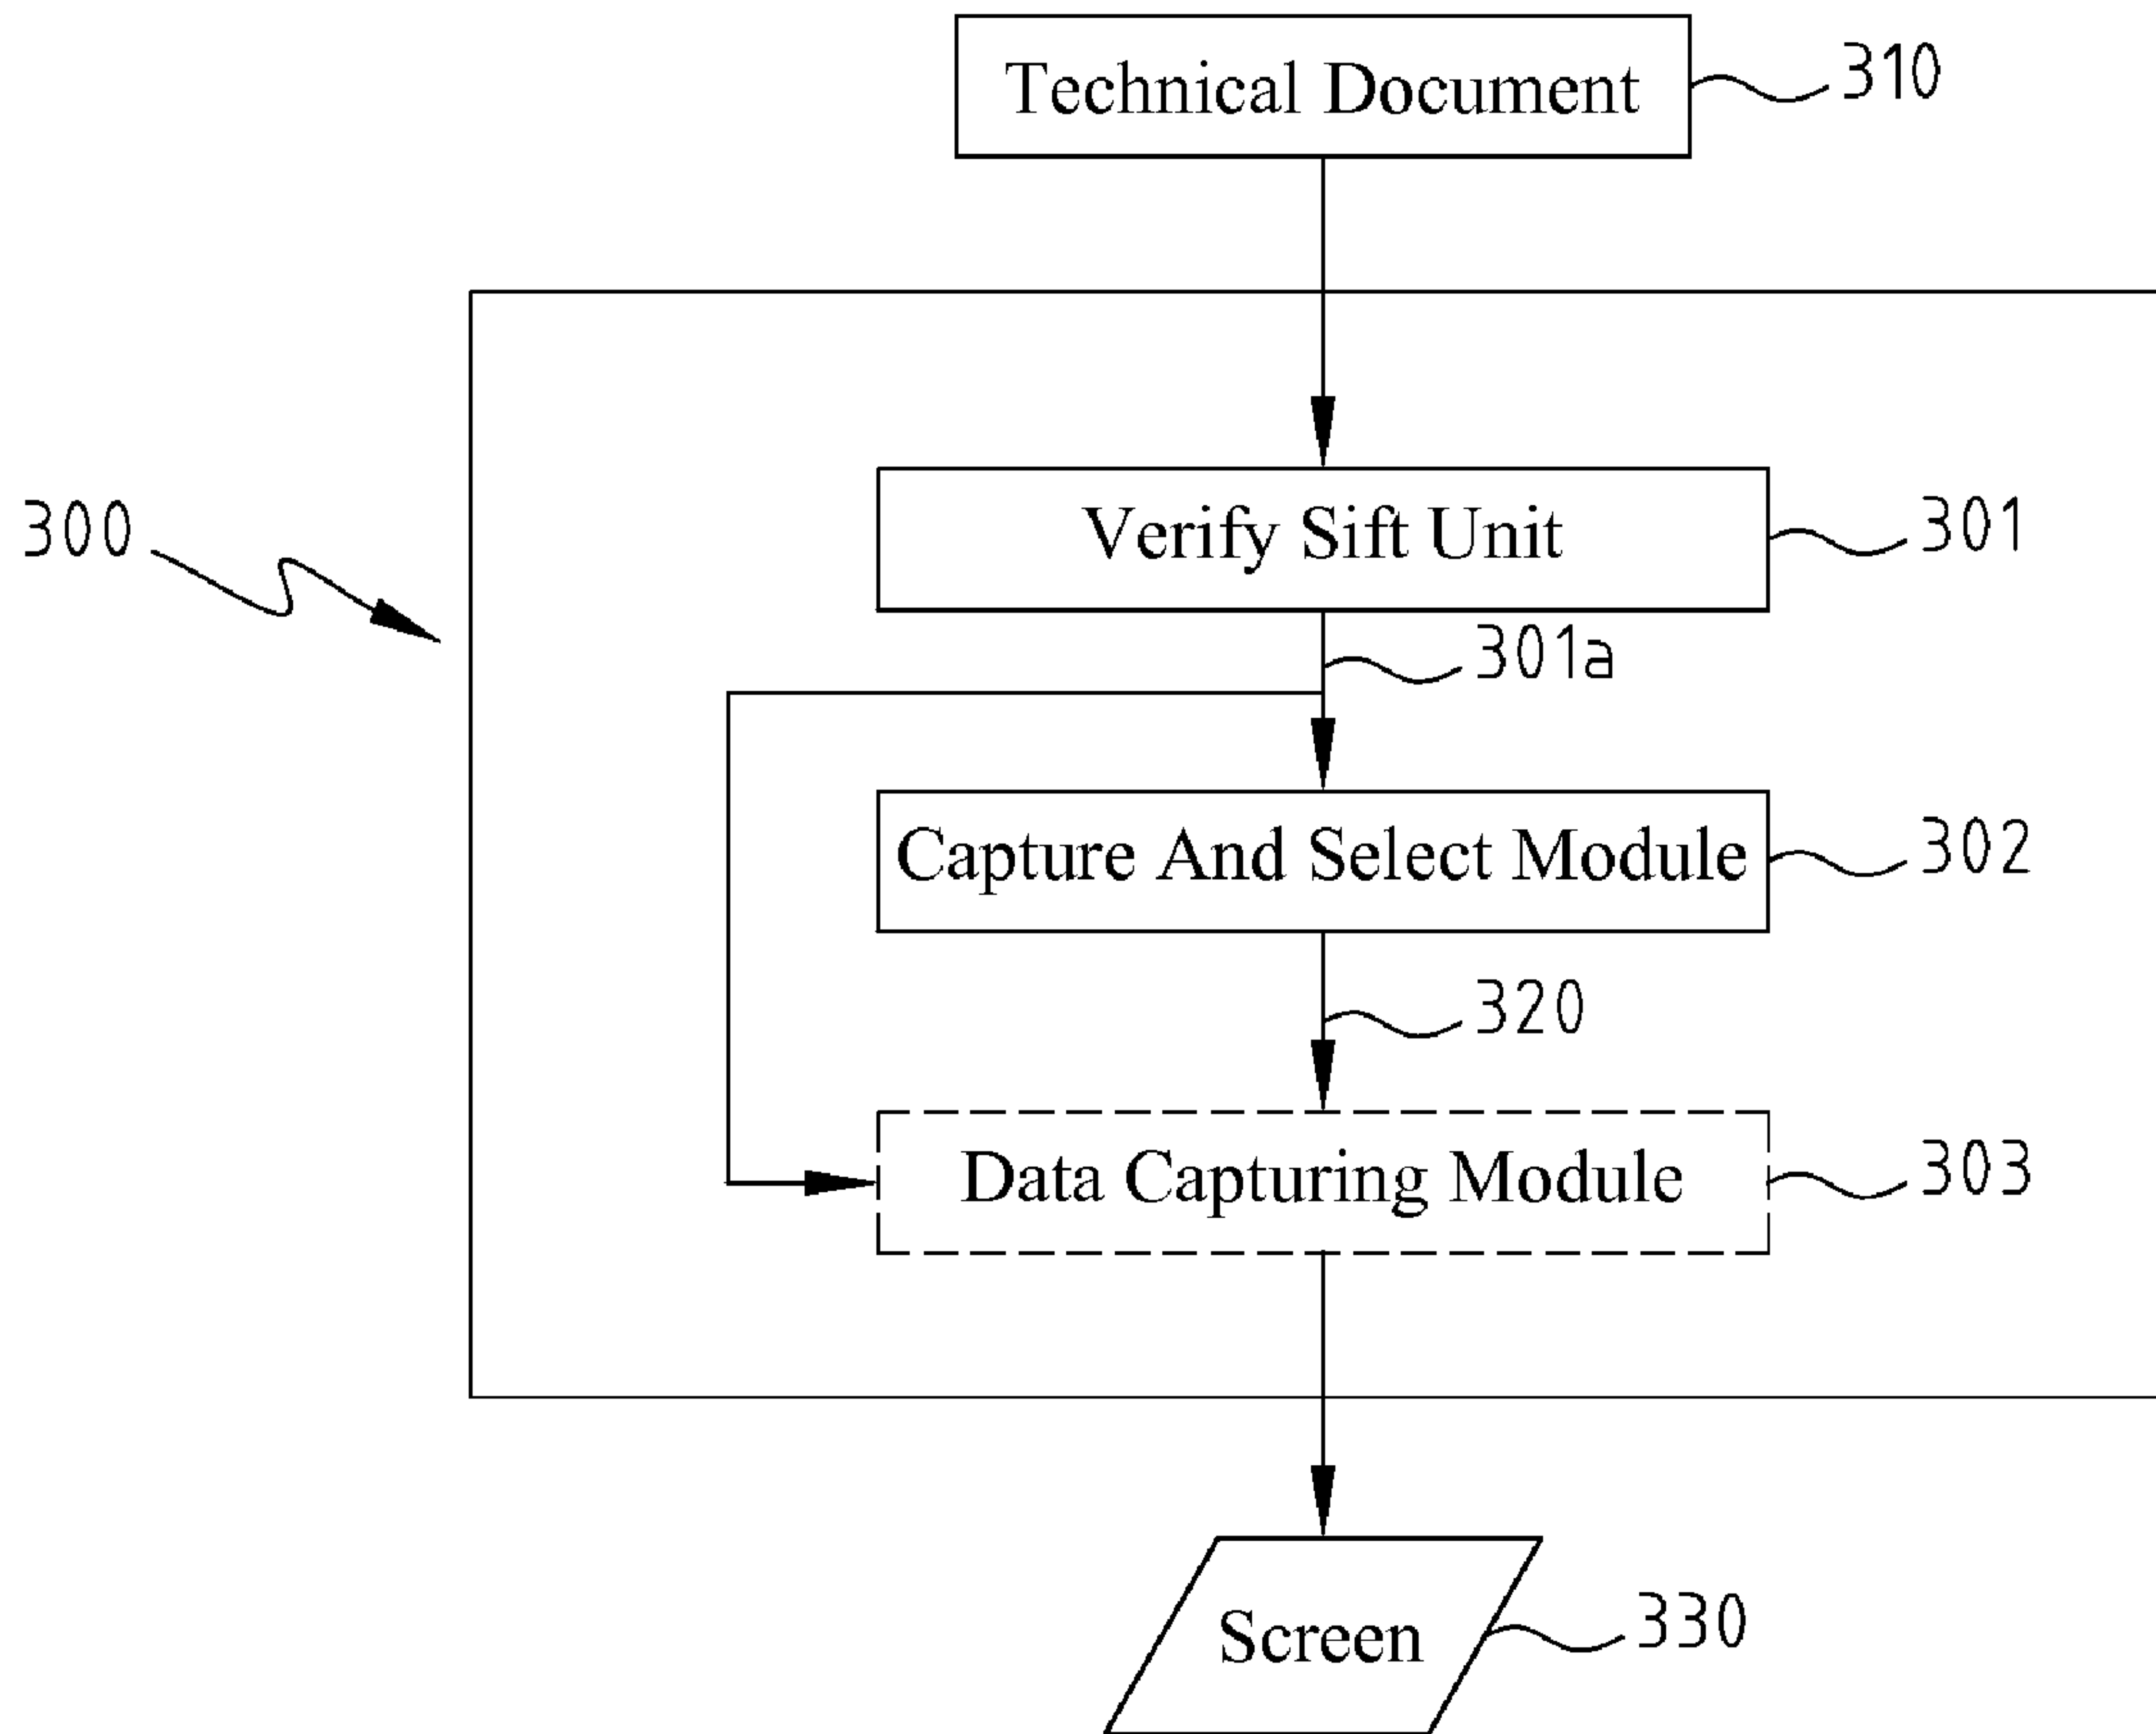 Technical Document
310
300
Verify Sift Unit
301
301a
Capture And Select Module
302
320
Data Capturing Module
303
Screen
330